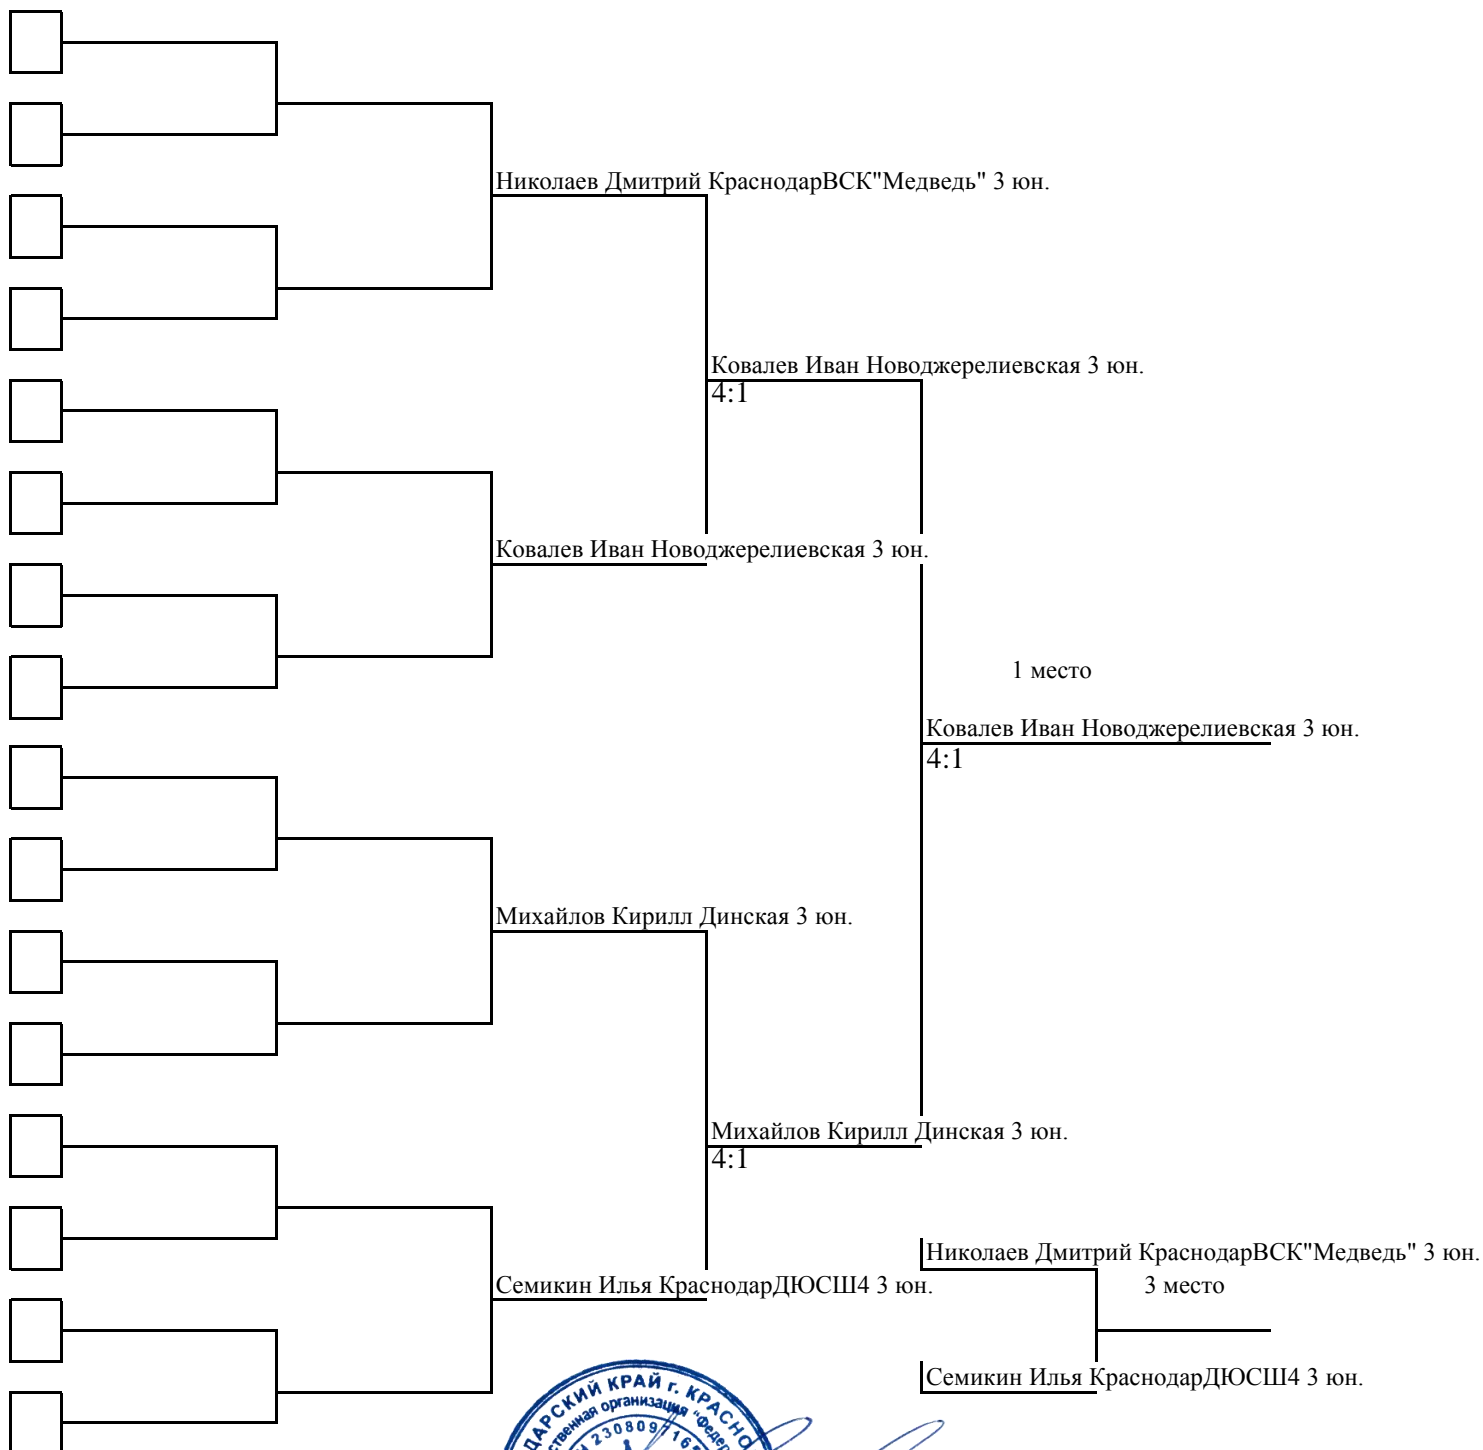 Николаев Дмитрий КраснодарВСК"Медведь" 3 юн.
Ковалев Иван Новоджерелиевская 3 юн.
4:1
Ковалев Иван Новоджерелиевская 3 юн.
1 место
Ковалев Иван Новоджерелиевская 3 юн.
4:1
Михайлов Кирилл Динская 3 юн.
Михайлов Кирилл Динская 3 юн.
4:1
Николаев Дмитрий КраснодарВСК"Медведь" 3 юн.
Семикин Илья КраснодарДЮСШ4 3 юн.
3 место
Семикин Илья КраснодарДЮСШ4 3 юн.
КРАЙ г.
организация